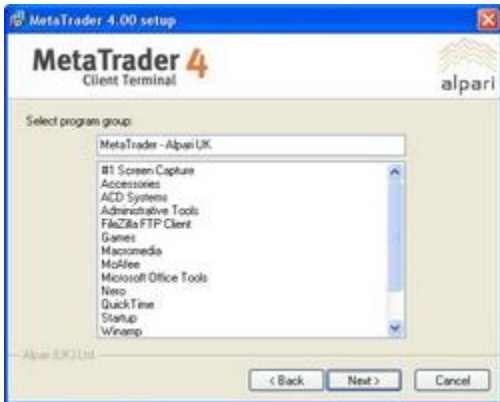 MetaTrader 4.00 setup
MetaTrader 4
Client Terminal
alpari
Select program group:
MetaTrader - Alpari UK
#1 Screen Capture
Accessories
ACD Systems
Administrative Tools
FileZilla FTP Client
Games
Macromedia
McAfee
Microsoft Office Tools
Nero
QuickTime
Startup
Winamp
Alpari (UK) Ltd.
< Back
Next >
Cancel